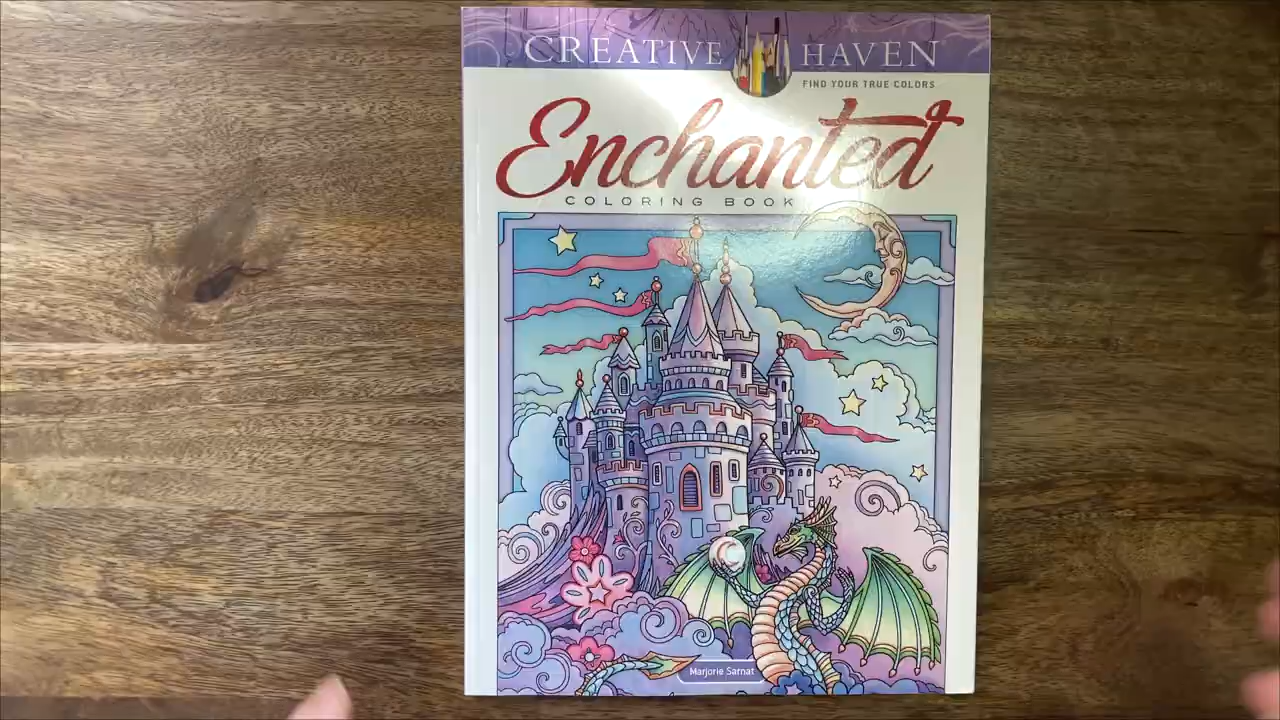 CREATIVE HAVEN
FIND YOUR TRUE COLORS
Enchanted
COLORING BOOK
Marjorie Sarnat